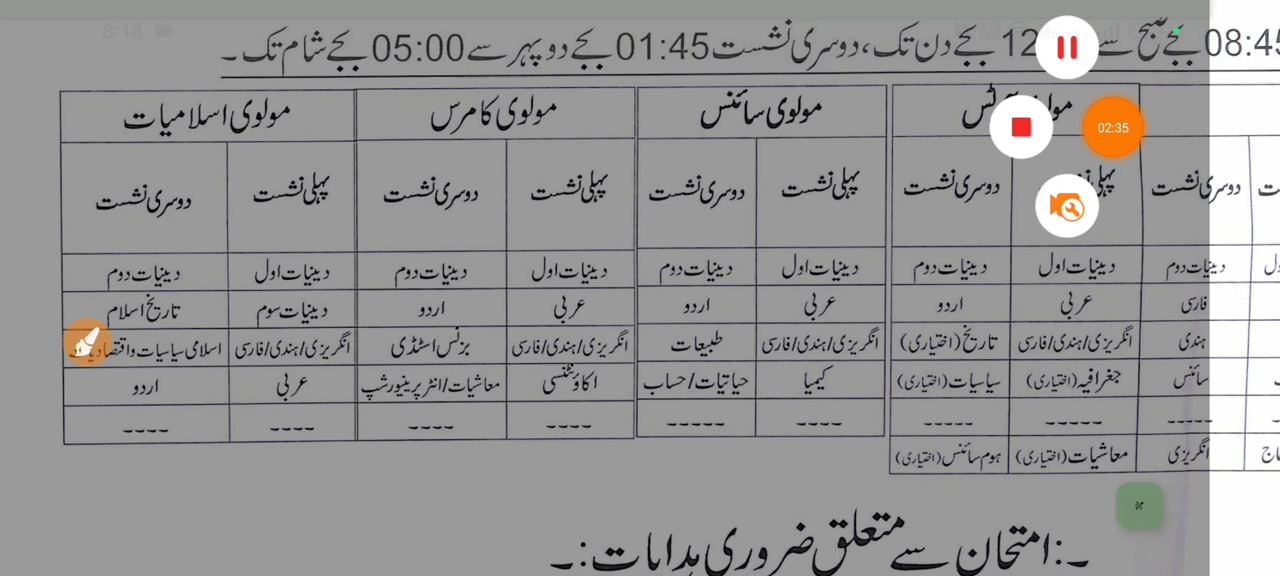 8:18
08:45 بجے صبح سے 12 بجے دن تک، دوسری نشست 01:45 بجے دوپہر سے 05:00 بجے شام تک۔
02:35
مولوی سائنس مولوی کامرس مولوی اسلامیات
دوسری نشست دوسری نشست پہلی نشست دوسری نشست پہلی نشست دوسری نشست پہلی نشست دوسری نشست
دینیات دوم دینیات اول دینیات دوم دینیات اول دینیات دوم دینیات اول دینیات دوم دینیات اول دینیات دوم
فارسی عربی اردو عربی اردو عربی اردو دینیات سوم تاریخ اسلام
ہندی انگریزی/ہندی/فارسی تاریخ (اختیاری) انگریزی/ہندی/فارسی طبیعات انگریزی/ہندی/فارسی بزنس اسٹڈی انگریزی/ہندی/فارسی اسلامی سیاسیات و
سائنس جغرافیہ (اختیاری) سیاسیات (اختیاری) کیمیا حیاتیات/حساب اکاؤنٹنسی معاشیات/انٹرپرینیورشپ عربی اردو
----- ----- ----- ---- ----- ---- ---- ---- ----
انگریزی معاشیات (اختیاری) ہوم سائنس (اختیاری)
۔:امتحان سے متعلق ضروری ہدایات:۔